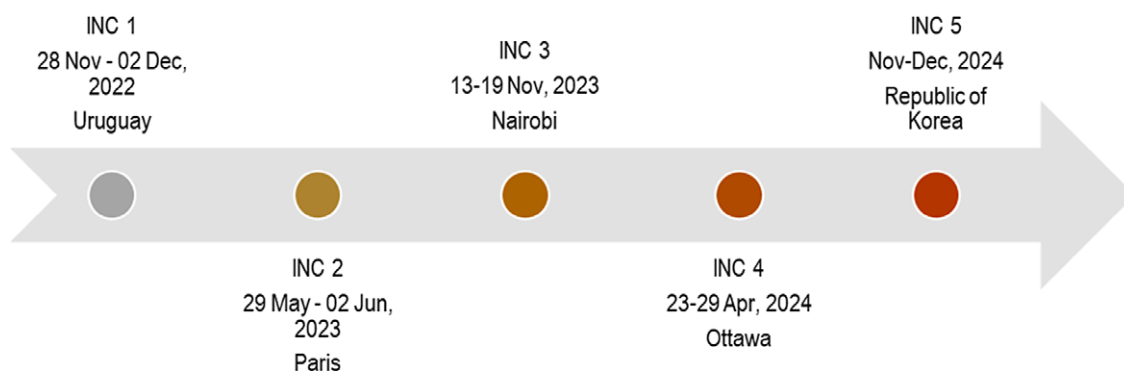 INC 1
28 Nov - 02 Dec,
2022
Uruguay
INC 2
29 May - 02 Jun,
2023
Paris
INC 3
13-19 Nov, 2023
Nairobi
INC 4
23-29 Apr, 2024
Ottawa
INC 5
Nov-Dec, 2024
Republic of
Korea